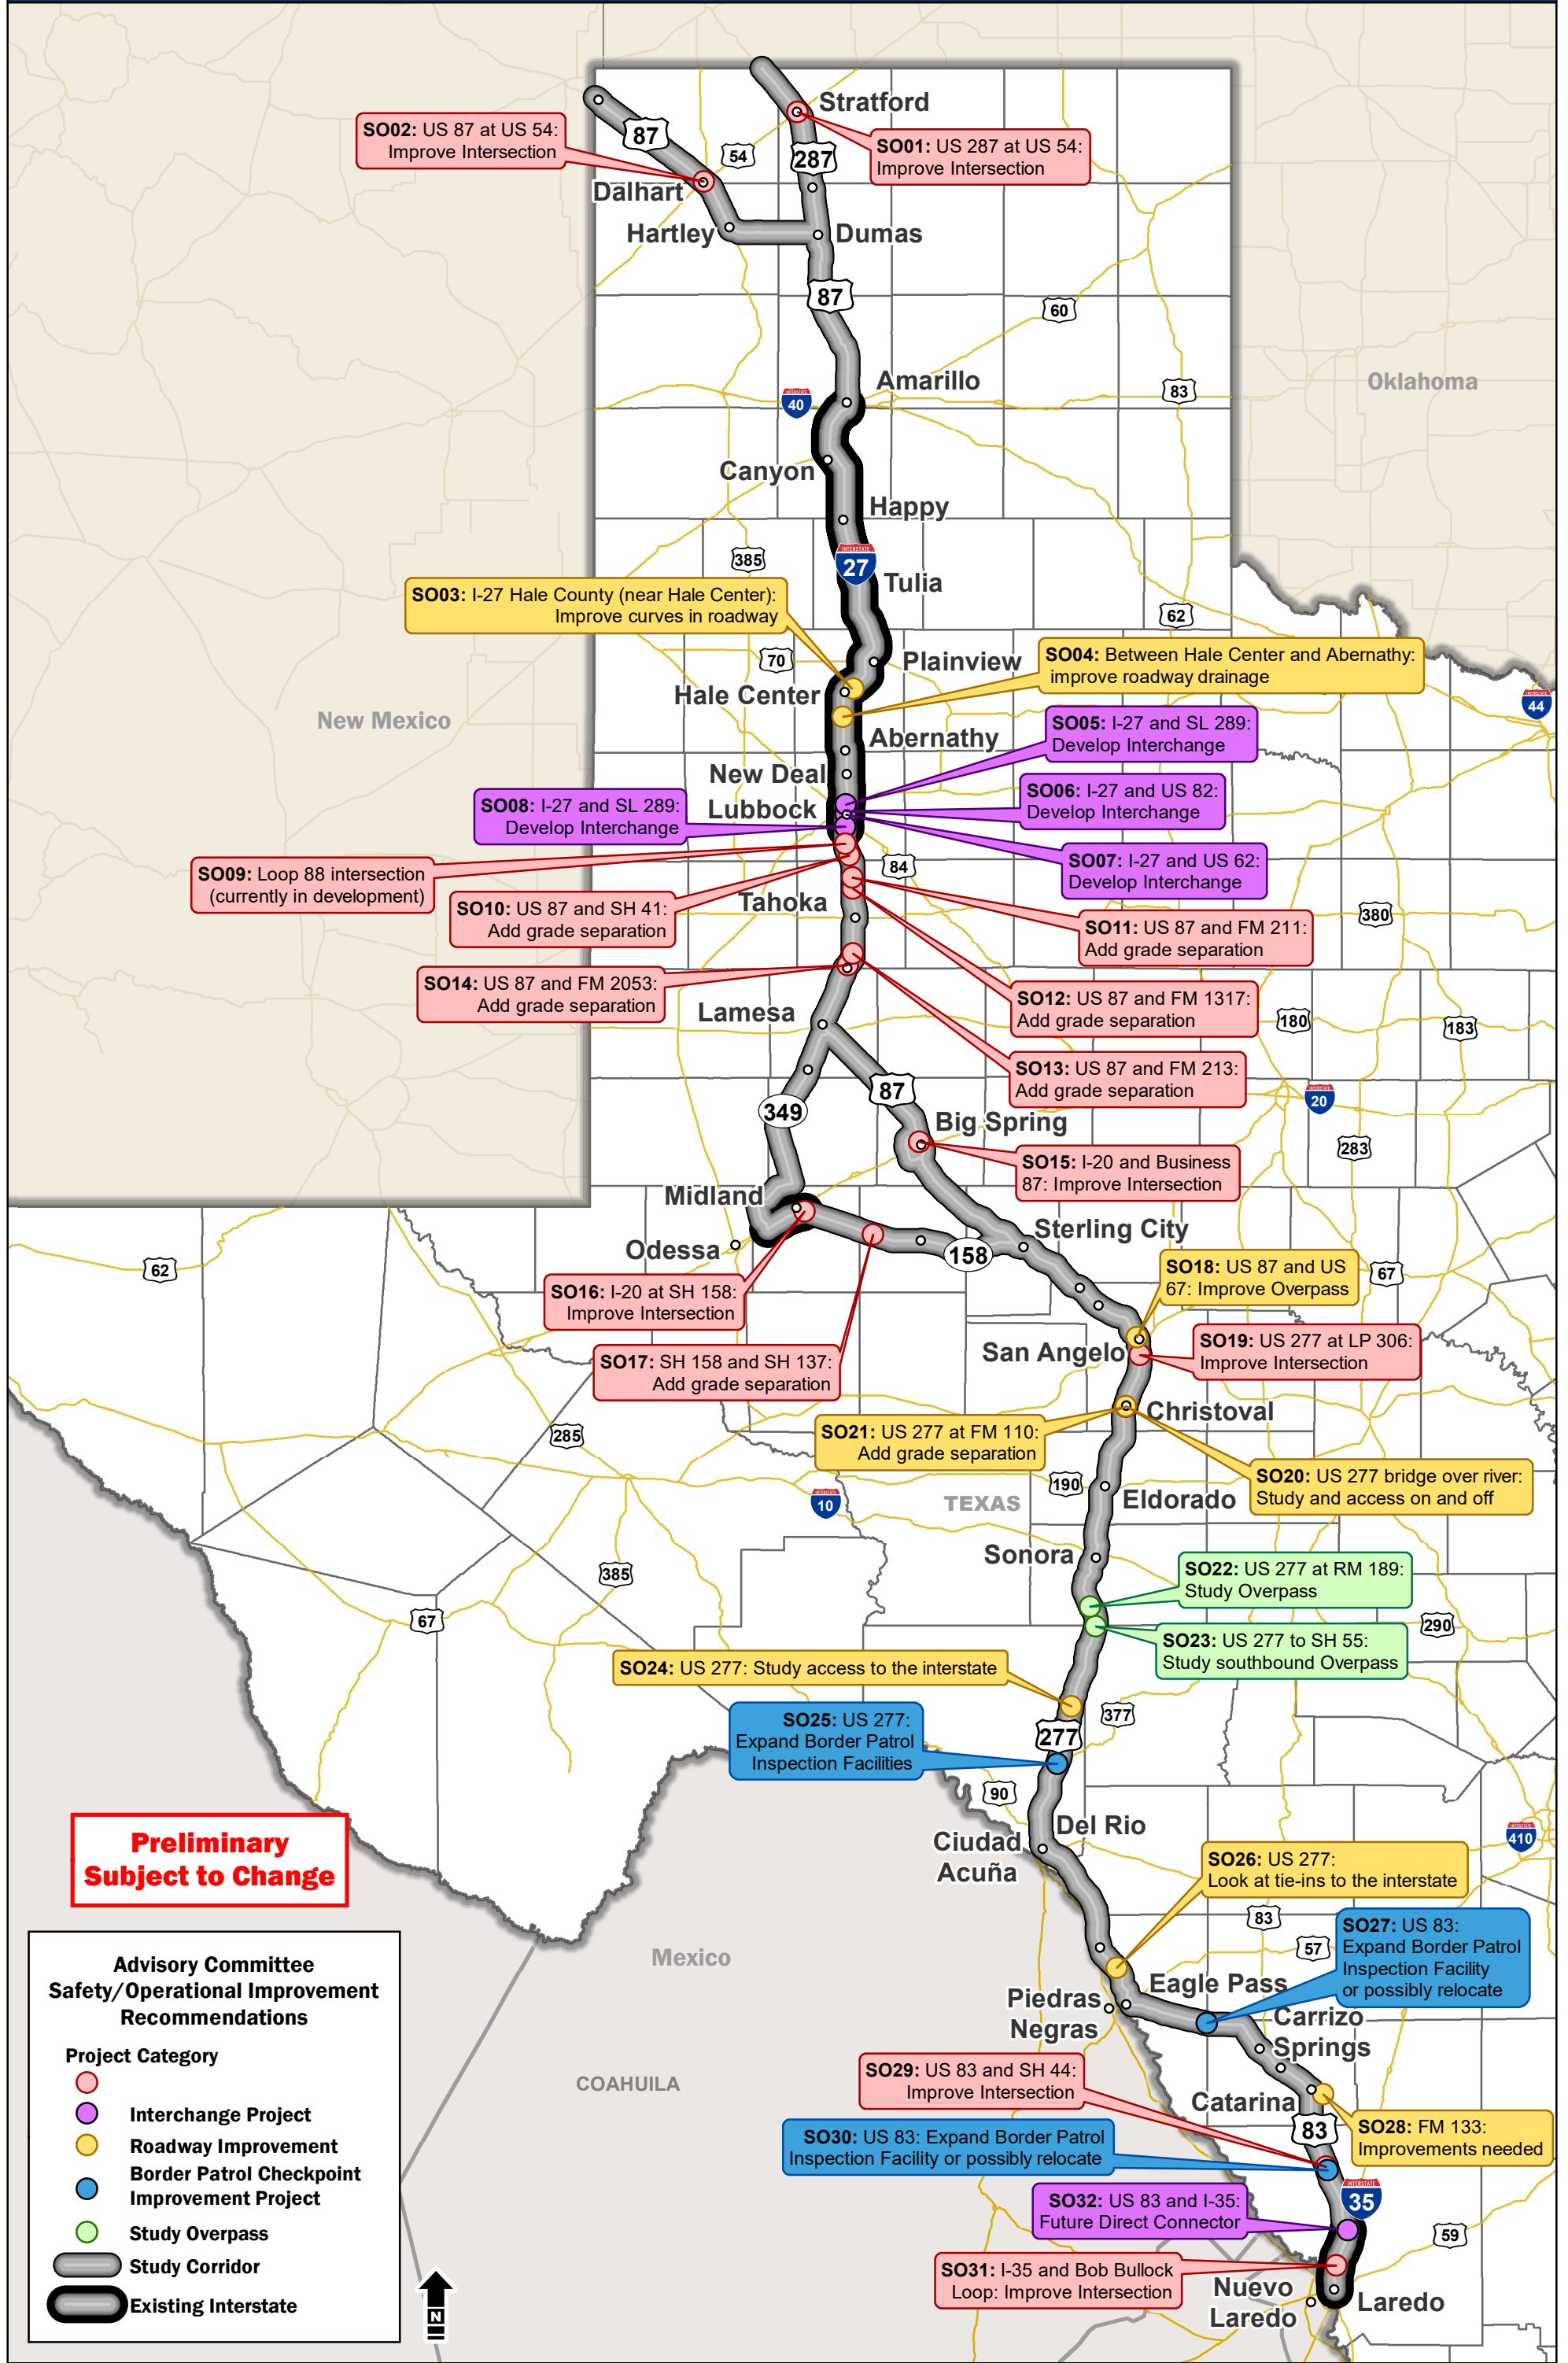 Stratford
SO02: US 87 at US 54:
Improve Intersection
87
54
287
SO01: US 287 at US 54:
Improve Intersection
Dalhart
Hartley
Dumas
87
60
Amarillo
Oklahoma
83
INTERSTATE
40
Canyon
Happy
385
INTERSTATE
27
Tulia
SO03: I-27 Hale County (near Hale Center):
Improve curves in roadway
62
70
Plainview
SO04: Between Hale Center and Abernathy:
improve roadway drainage
Hale Center
INTERSTATE
44
New Mexico
SO05: I-27 and SL 289:
Develop Interchange
Abernathy
New Deal
SO06: I-27 and US 82:
Develop Interchange
SO08: I-27 and SL 289:
Develop Interchange
Lubbock
SO07: I-27 and US 62:
Develop Interchange
84
SO09: Loop 88 intersection
(currently in development)
SO10: US 87 and SH 41:
Add grade separation
Tahoka
380
SO11: US 87 and FM 211:
Add grade separation
SO14: US 87 and FM 2053:
Add grade separation
SO12: US 87 and FM 1317:
Add grade separation
Lamesa
180
183
SO13: US 87 and FM 213:
Add grade separation
87
INTERSTATE
20
349
Big Spring
283
SO15: I-20 and Business
87: Improve Intersection
Midland
Sterling City
Odessa
158
62
SO18: US 87 and US
67: Improve Overpass
67
SO16: I-20 at SH 158:
Improve Intersection
San Angelo
SO19: US 277 at LP 306:
Improve Intersection
SO17: SH 158 and SH 137:
Add grade separation
Christoval
SO21: US 277 at FM 110:
Add grade separation
285
SO20: US 277 bridge over river:
Study and access on and off
190
INTERSTATE
10
TEXAS
Eldorado
Sonora
385
SO22: US 277 at RM 189:
Study Overpass
67
290
SO23: US 277 to SH 55:
Study southbound Overpass
SO24: US 277: Study access to the interstate
377
SO25: US 277:
Expand Border Patrol
Inspection Facilities
277
90
Del Rio
INTERSTATE
410
Preliminary
Subject to Change
Ciudad
Acuña
SO26: US 277:
Look at tie-ins to the interstate
83
57
SO27: US 83:
Expand Border Patrol
Inspection Facility
or possibly relocate
Mexico
Eagle Pass
Piedras
Negras
Carrizo
Springs
SO29: US 83 and SH 44:
Improve Intersection
COAHUILA
Catarina
83
SO28: FM 133:
Improvements needed
SO30: US 83: Expand Border Patrol
Inspection Facility or possibly relocate
INTERSTATE
35
SO32: US 83 and I-35:
Future Direct Connector
59
SO31: I-35 and Bob Bullock
Loop: Improve Intersection
Nuevo
Laredo
Laredo
Advisory Committee
Safety/Operational Improvement
Recommendations
Project Category
Interchange Project
Roadway Improvement
Border Patrol Checkpoint
Improvement Project
Study Overpass
Study Corridor
Existing Interstate
N